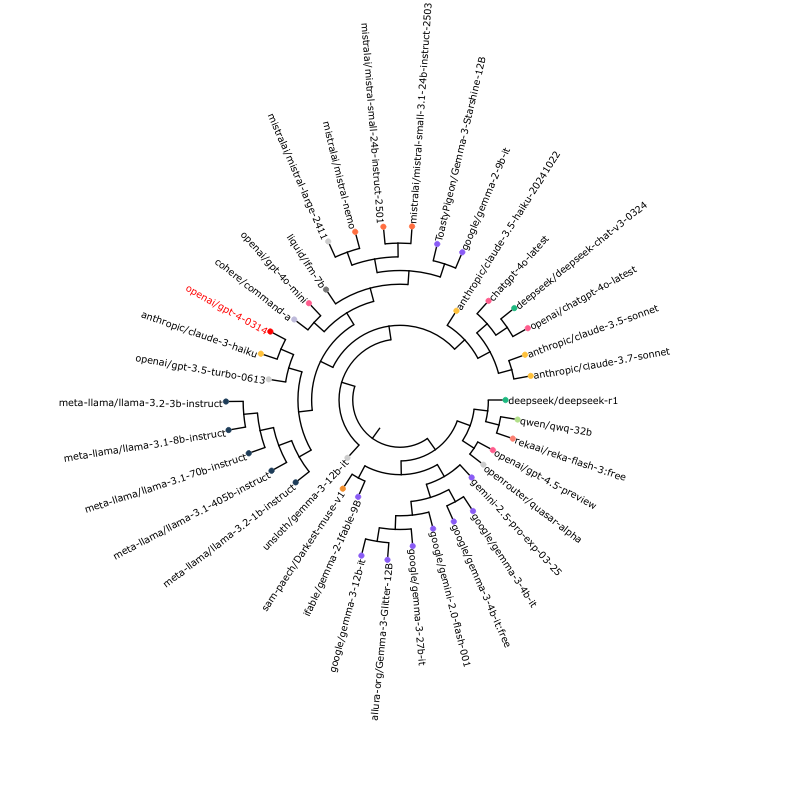 mistralai/mistral-large-2411
mistralai/mistral-nemo
mistralai/mistral-small-24b-instruct-2501
mistralai/mistral-small-3.1-24b-instruct-2503
ToastyPigeon/Gemma-3-Starshine-12B
google/gemma-2-9b-it
anthropic/claude-3.5-haiku-20241022
chatgpt-4o-latest
deepseek/deepseek-chat-v3-0324
openai/chatgpt-4o-latest
anthropic/claude-3.5-sonnet
anthropic/claude-3.7-sonnet
deepseek/deepseek-r1
qwen/qwq-32b
rekaai/reka-flash-3:free
openai/gpt-4.5-preview
openrouter/quasar-alpha
gemini-2.5-pro-exp-03-25
google/gemma-3-4b-it
google/gemma-3-4b-it:free
google/gemini-2.0-flash-001
google/gemma-3-27b-it
allura-org/Gemma-3-Glitter-12B
google/gemma-3-12b-it
ifable/gemma-2-Ifable-9B
sam-paech/Darkest-muse-v1
unsloth/gemma-3-12b-it
meta-llama/llama-3.2-1b-instruct
meta-llama/llama-3.1-405b-instruct
meta-llama/llama-3.1-70b-instruct
meta-llama/llama-3.1-8b-instruct
meta-llama/llama-3.2-3b-instruct
openai/gpt-3.5-turbo-0613
anthropic/claude-3-haiku
openai/gpt-4-0314
cohere/command-a
openai/gpt-4o-mini
liquid/lfm-7b